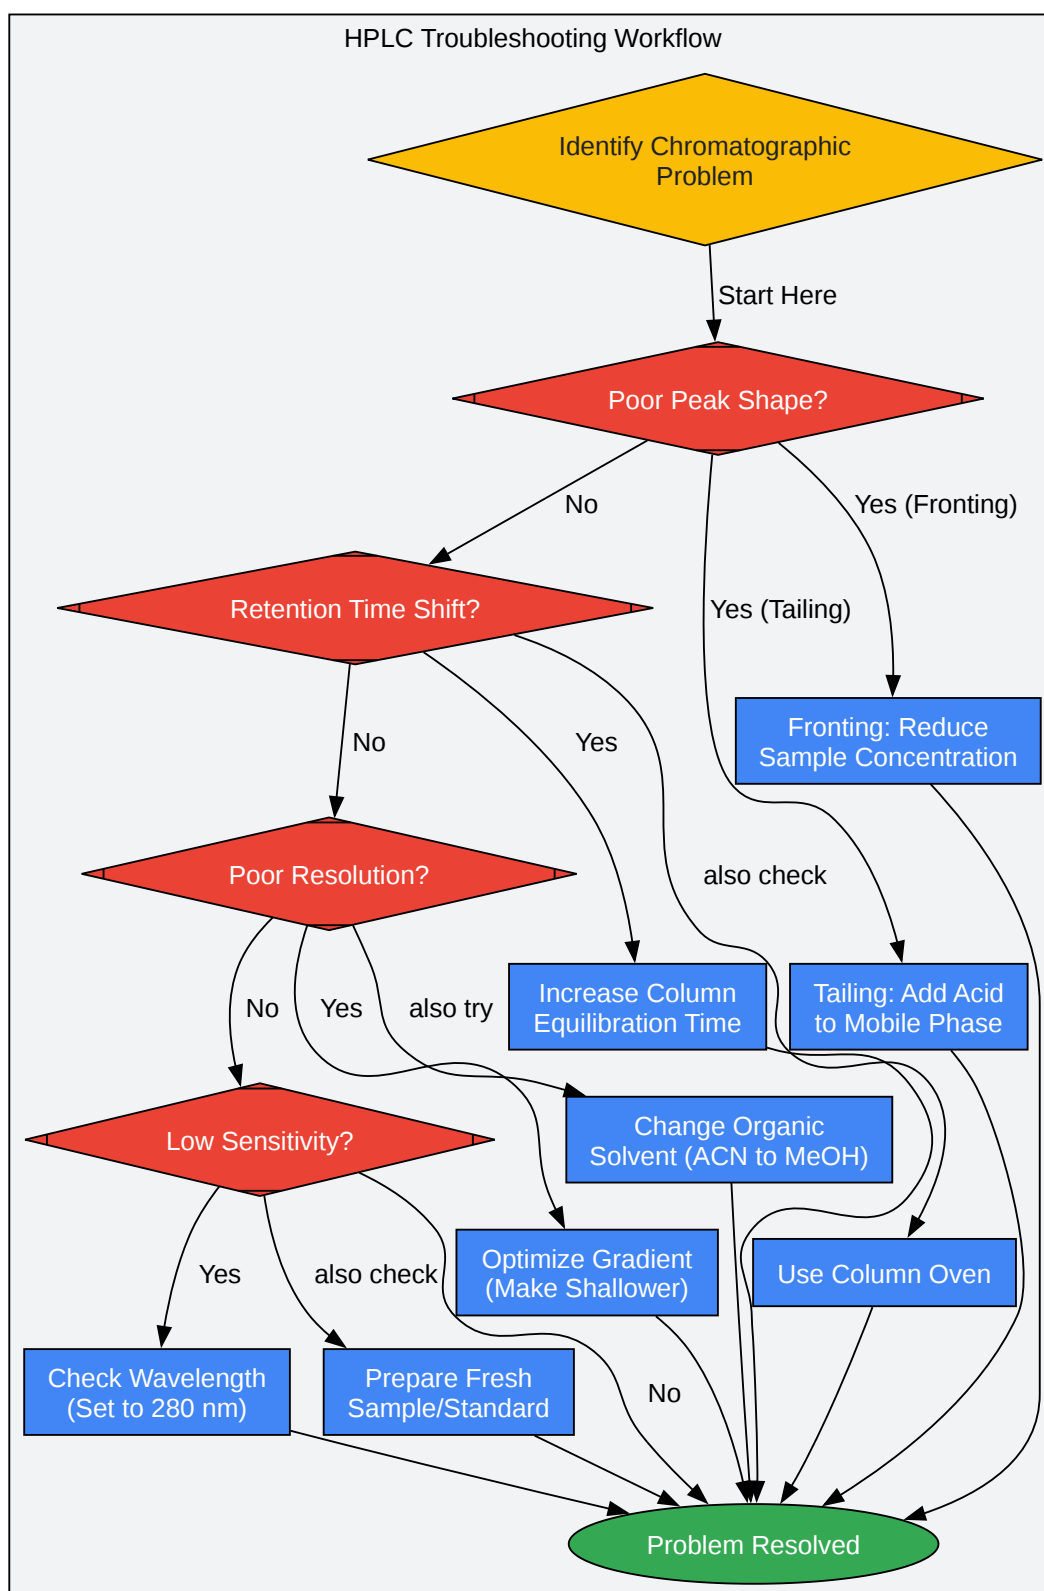 HPLC Troubleshooting Workflow
Identify Chromatographic
Problem
Start Here
Poor Peak Shape?
No
Yes (Fronting)
Retention Time Shift?
Yes (Tailing)
Fronting: Reduce
Sample Concentration
No
Yes
Poor Resolution?
also check
Increase Column
Equilibration Time
Tailing: Add Acid
to Mobile Phase
No
Yes
also try
Change Organic
Solvent (ACN to MeOH)
Low Sensitivity?
Optimize Gradient
(Make Shallower)
Use Column Oven
Yes
also check
Check Wavelength
(Set to 280 nm)
Prepare Fresh
Sample/Standard
No
Problem Resolved